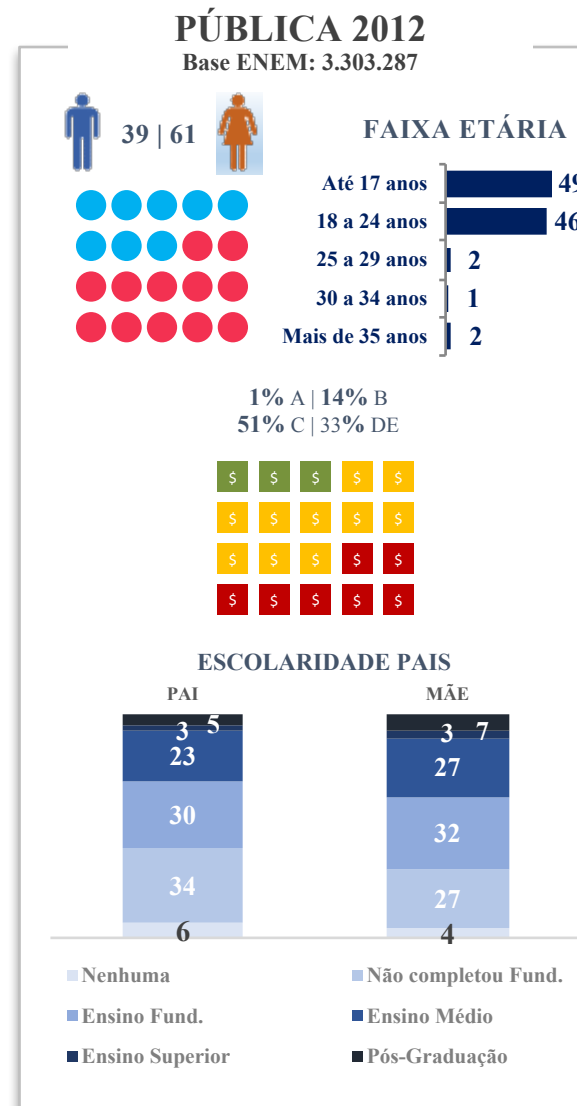 PÚBLICA 2012
Base ENEM: 3.303.287
39 | 61
FAIXA ETÁRIA
Até 17 anos 49
18 a 24 anos 46
25 a 29 anos 2
30 a 34 anos 1
Mais de 35 anos 2
1% A | 14% B
51% C | 33% DE
$ $ $ $ $
$ $ $ $ $
$ $ $ $ $
$ $ $ $ $
ESCOLARIDADE PAIS
PAI MÃE
3 5 3 7
23 27
30 32
34 27
6 4
Nenhuma Não completou Fund.
Ensino Fund. Ensino Médio
Ensino Superior Pós-Graduação